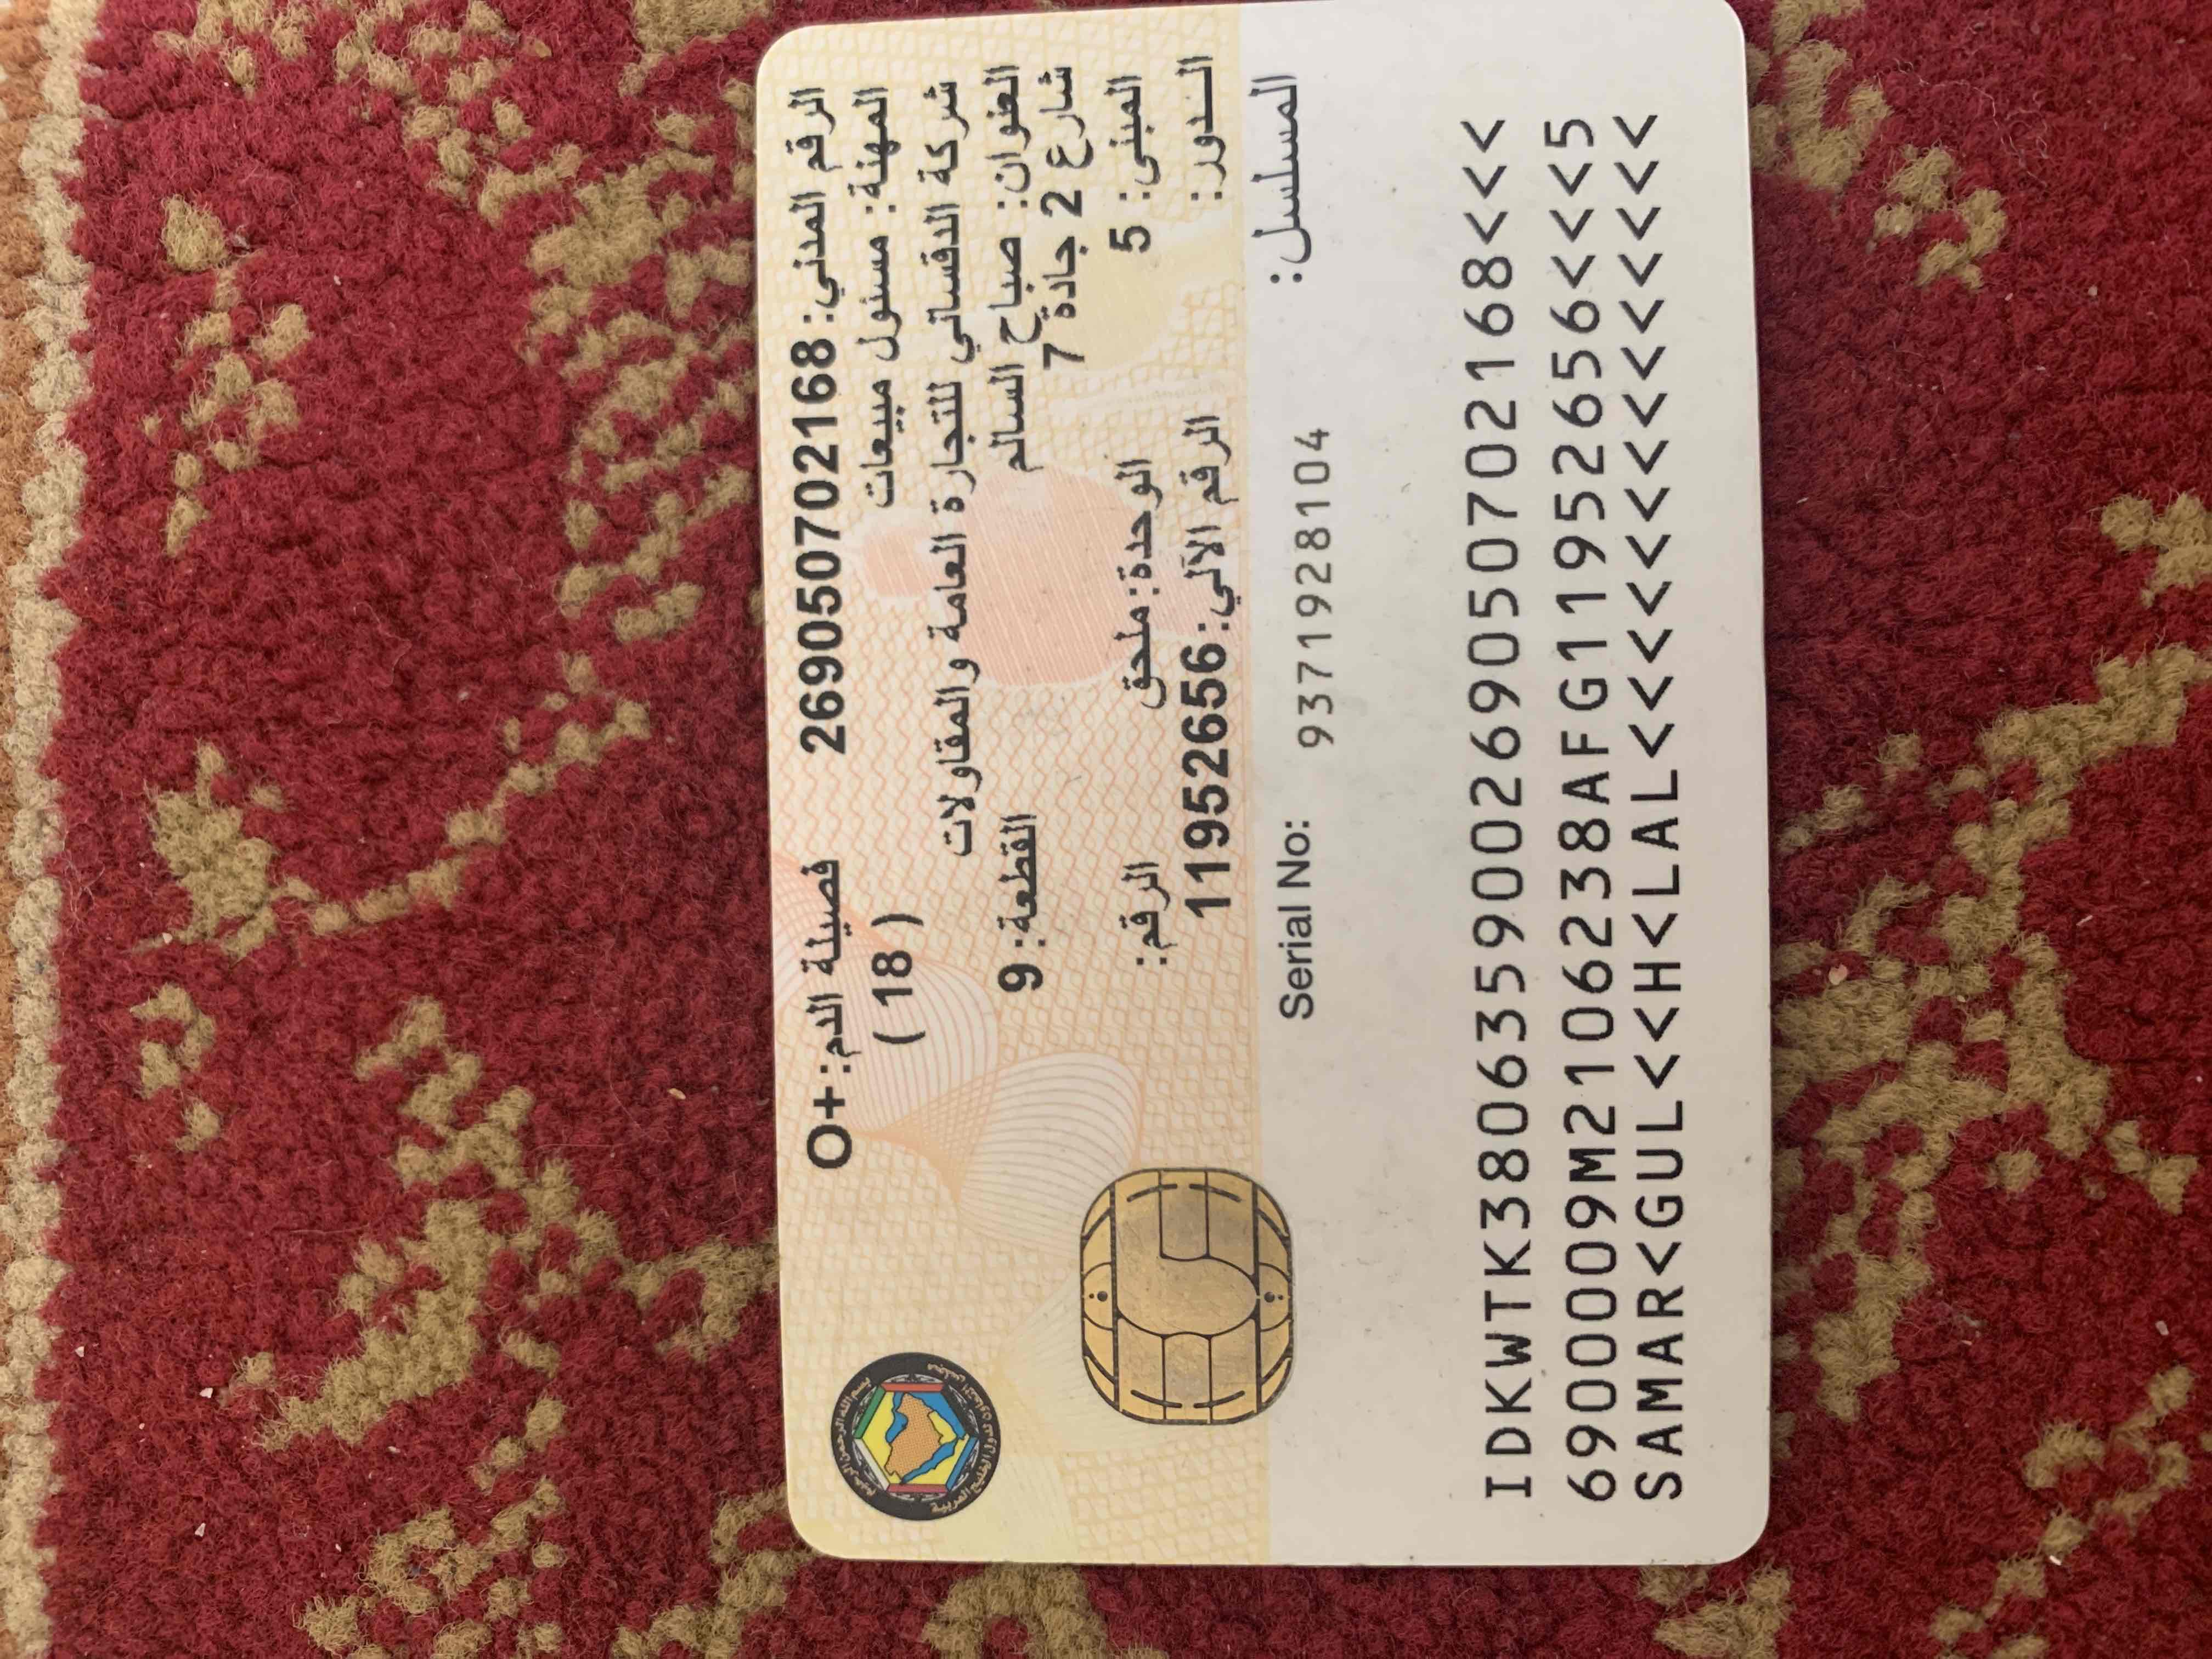 الرقم المدني: 269050702168 فصيلة الدم: O+
المهنة: مسئول مبيعات ( 18 )
شركة الدقسائي للتجارة العامة والمقاولات
العنوان: صباح السالم القطعة: 9
شارع 2 جادة 7
المبنى: 5 الوحدة: ملحق الرقم:
الدور: الرقم الآلي: 11952656
المسلسل: 9371928104 Serial No:
IDKWTK380635900269050702168<<<
6900009M2106238AFG11952656<<<5
SAMAR<GUL<<H<LAL<<<<<<<<<<<<<<